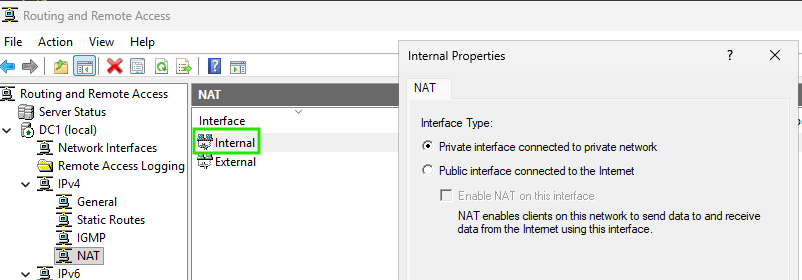 Routing and Remote Access
File Action View Help
Routing and Remote Access
Server Status
DC1 (local)
Network Interfaces
Remote Access Logging
IPv4
General
Static Routes
IGMP
NAT
IPv6
NAT
Interface
Internal
External
Internal Properties
NAT
Interface Type:
Private interface connected to private network
Public interface connected to the Internet
Enable NAT on this interface
NAT enables clients on this network to send data to and receive
data from the Internet using this interface.